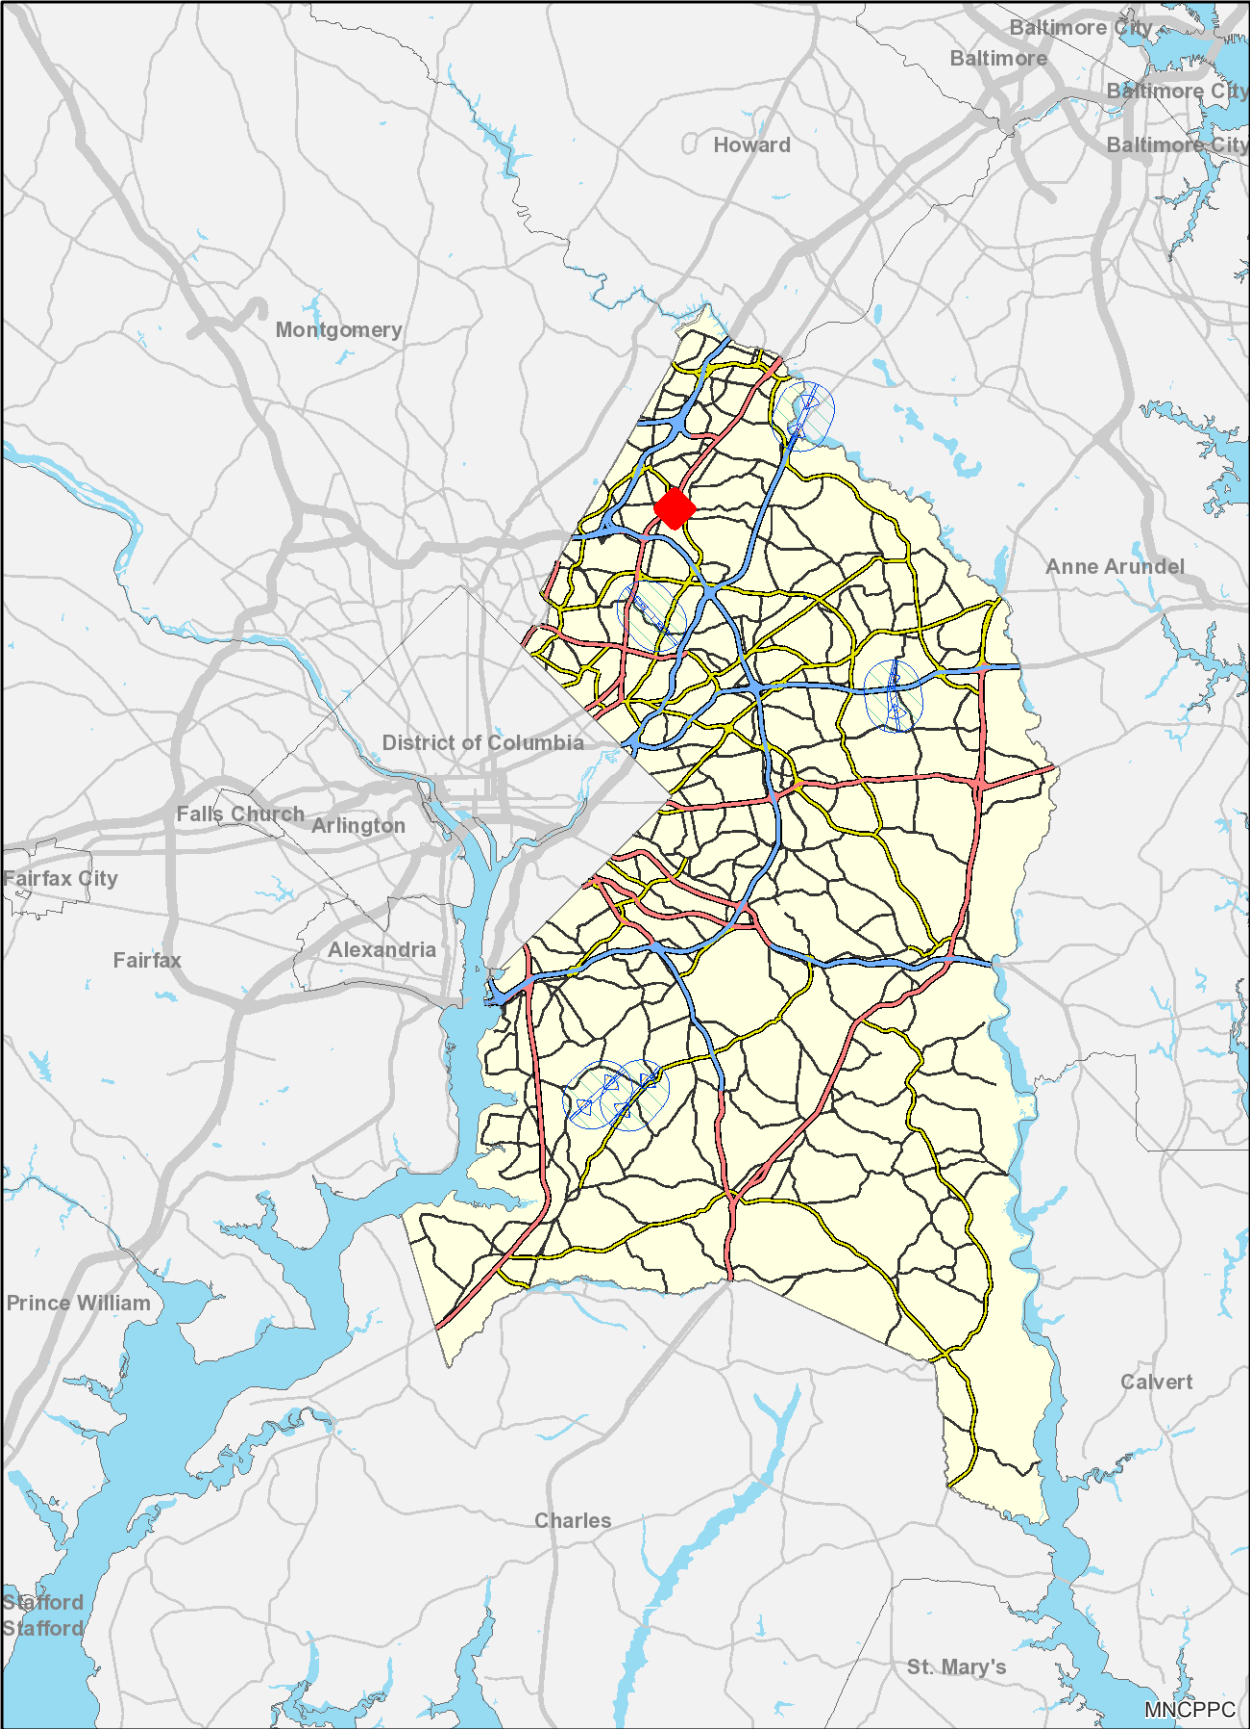 Baltimore City
Baltimore
Baltimore City
Howard
Baltimore City
Montgomery
Anne Arundel
District of Columbia
Falls Church
Arlington
Fairfax City
Alexandria
Fairfax
Prince William
Calvert
Charles
Stafford
Stafford
St. Mary's
MNCPPC